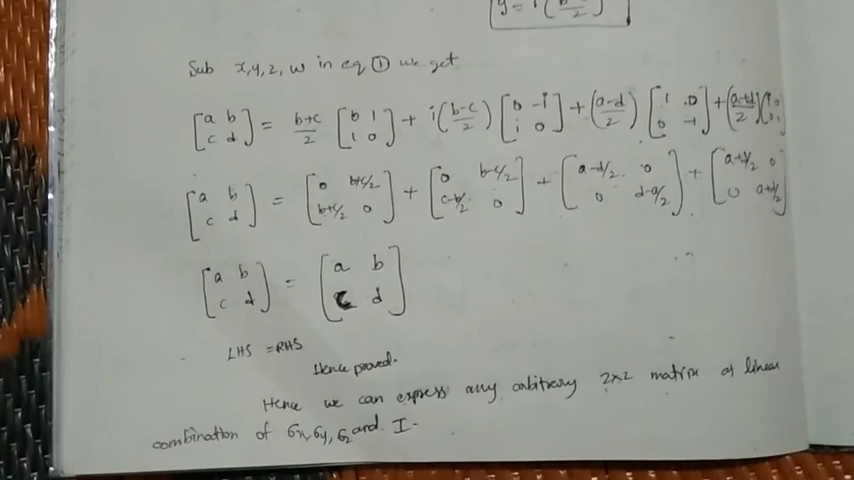 y = i (b-c/2)
Sub x, y, z, w in eq ① we get
[a b; c d] = b+c/2 [0 1; 1 0] + i(b-c/2) [0 -i; i 0] + (a-d/2) [1 0; 0 -1] + (a+d/2) [1 0; 0 1]
[a b; c d] = [0 b+c/2; b+c/2 0] + [0 b-c/2; c-b/2 0] + [a-d/2 0; 0 d-a/2] + [a+d/2 0; 0 a+d/2]
[a b; c d] = [a b; c d]
LHS = RHS
Hence proved.
Hence we can express any arbitrary 2x2 matrix as linear
combination of σx, σy, σz and I.